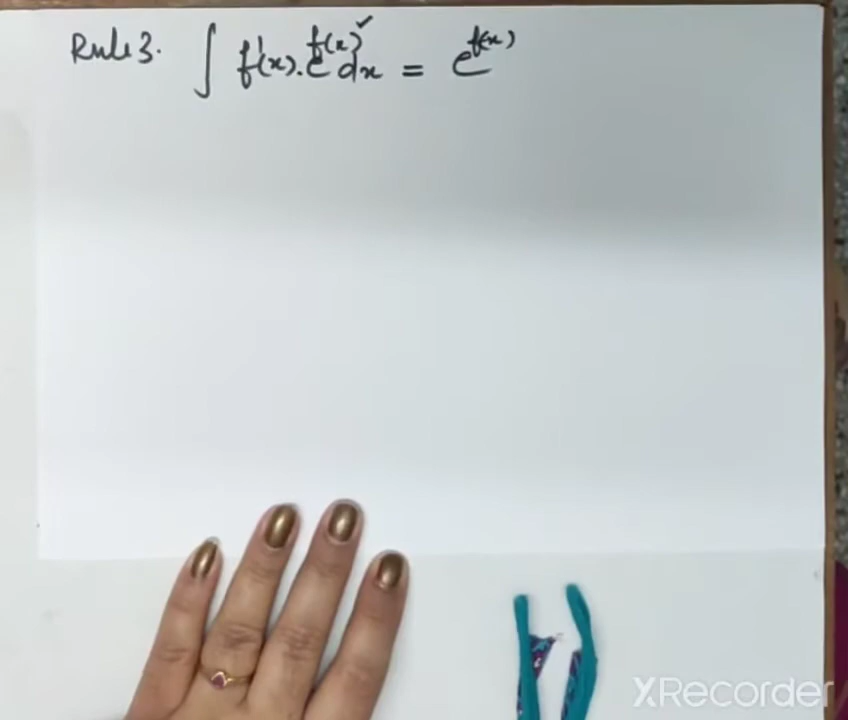 Rule 3. ∫ f'(x). e^f(x) dx = e^f(x)
XRecorder